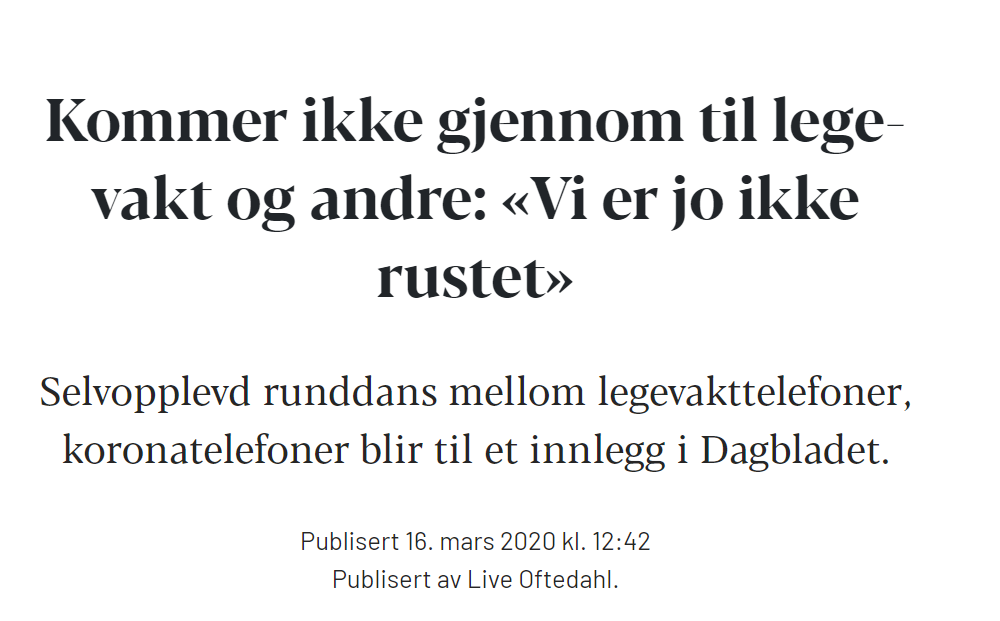 Kommer ikke gjennom til lege-
vakt og andre: «Vi er jo ikke
rustet»
Selvopplevd runddans mellom legevakttelefoner,
koronatelefoner blir til et innlegg i Dagbladet.
Publisert 16. mars 2020 kl. 12:42
Publisert av Live Oftedahl.